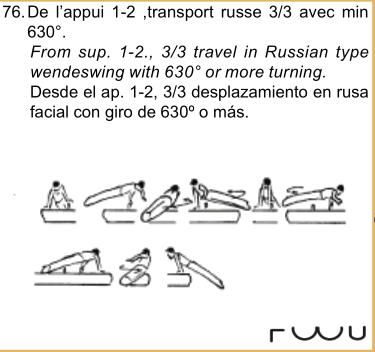 76.De l'appui 1-2 ,transport russe 3/3 avec min
630°.
From sup. 1-2., 3/3 travel in Russian type
wendeswing with 630° or more turning.
Desde el ap. 1-2, 3/3 desplazamiento en rusa
facial con giro de 630º o más.